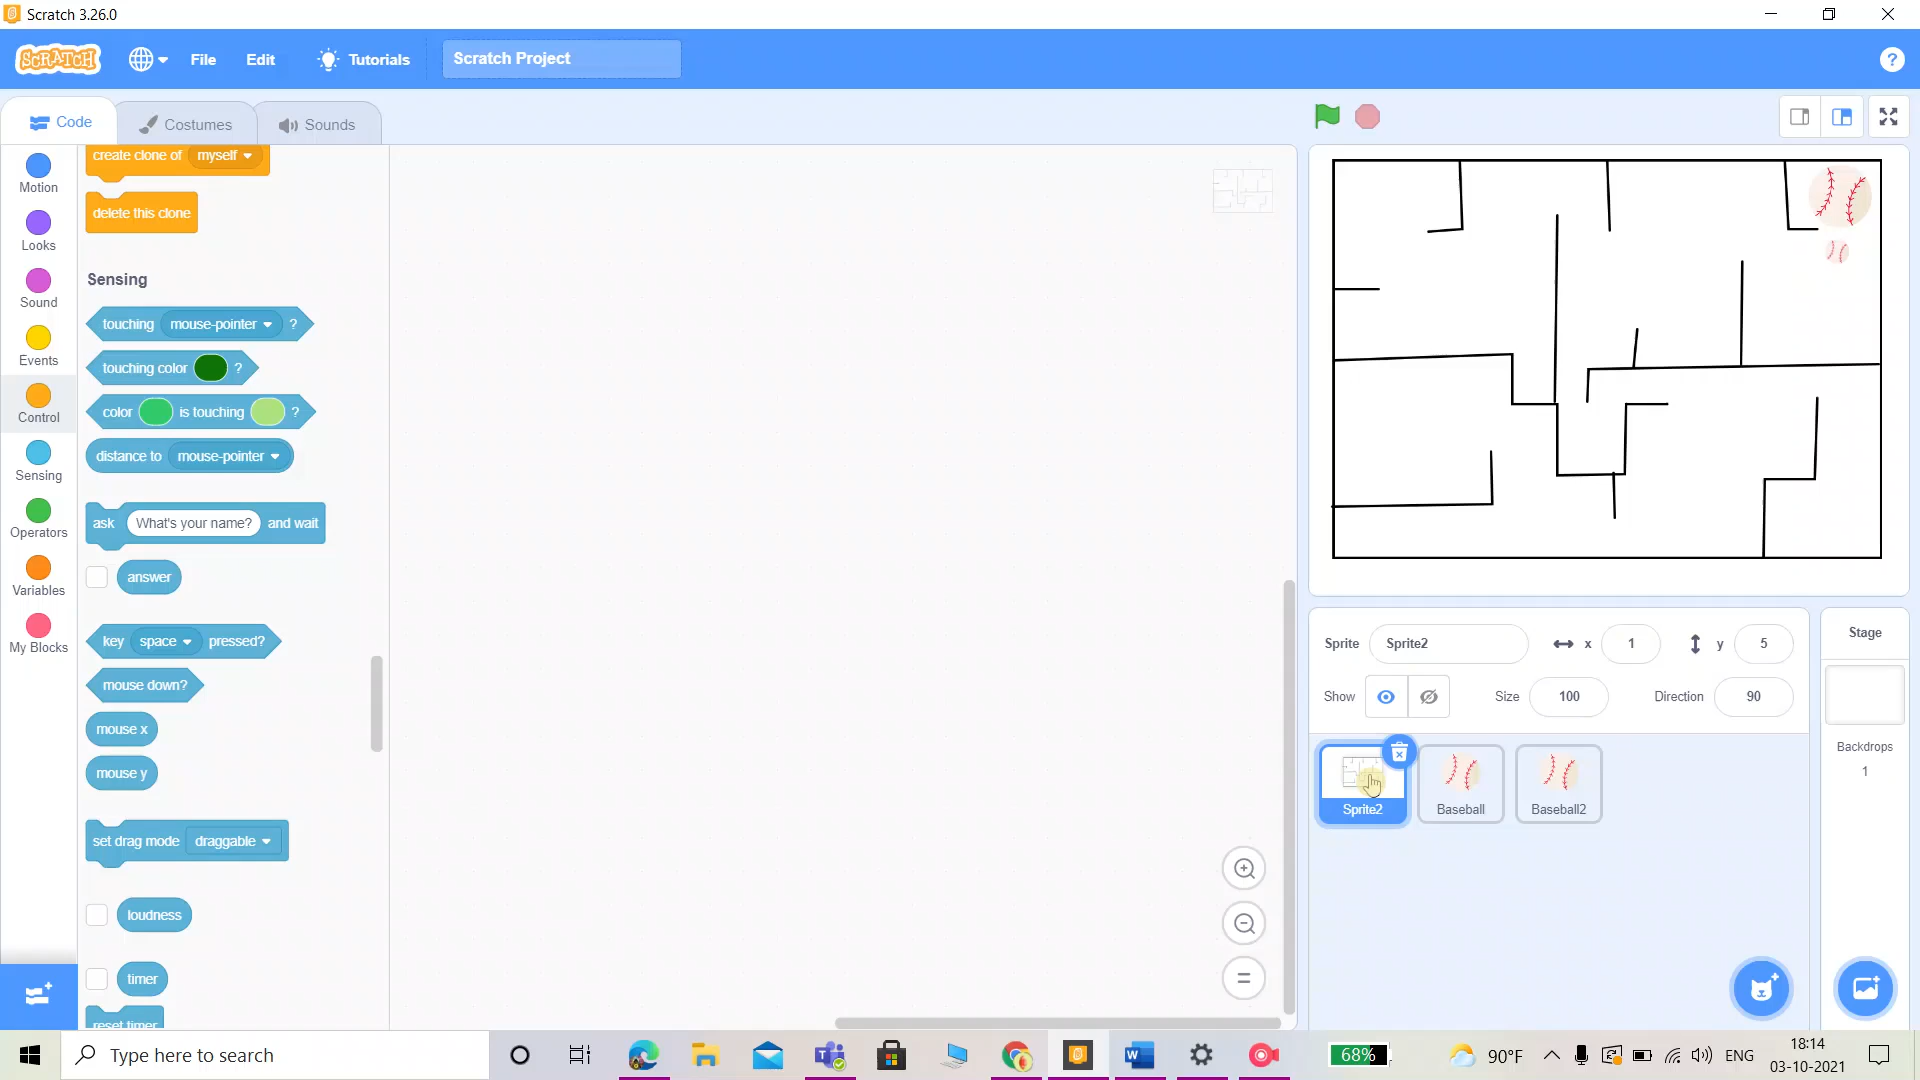 Scratch 3.26.0
SCRATCH
File
Edit
Tutorials
Scratch Project
?
Code
Costumes
Sounds
Motion
Looks
Sound
Events
Control
Sensing
Operators
Variables
My Blocks
create clone of myself
delete this clone
Sensing
touching mouse-pointer ?
touching color ?
color is touching ?
distance to mouse-pointer
ask What's your name? and wait
answer
key space pressed?
mouse down?
mouse x
mouse y
set drag mode draggable
loudness
timer
reset timer
Sprite Sprite2 x 1 y 5
Show Size 100 Direction 90
Sprite2
Baseball
Baseball2
Stage
Backdrops
1
Type here to search
68%
90°F
ENG
18:14
03-10-2021